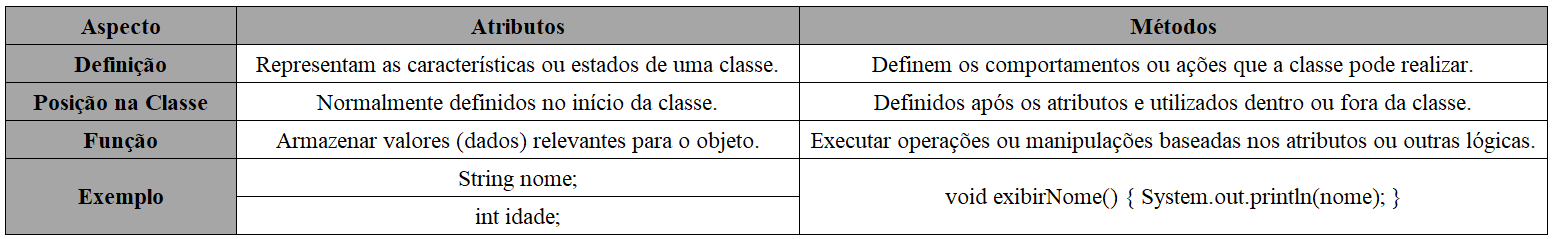 Aspecto Atributos Métodos
Definição Representam as características ou estados de uma classe. Definem os comportamentos ou ações que a classe pode realizar.
Posição na Classe Normalmente definidos no início da classe. Definidos após os atributos e utilizados dentro ou fora da classe.
Função Armazenar valores (dados) relevantes para o objeto. Executar operações ou manipulações baseadas nos atributos ou outras lógicas.
Exemplo
String nome;
int idade;
void exibirNome() { System.out.println(nome); }